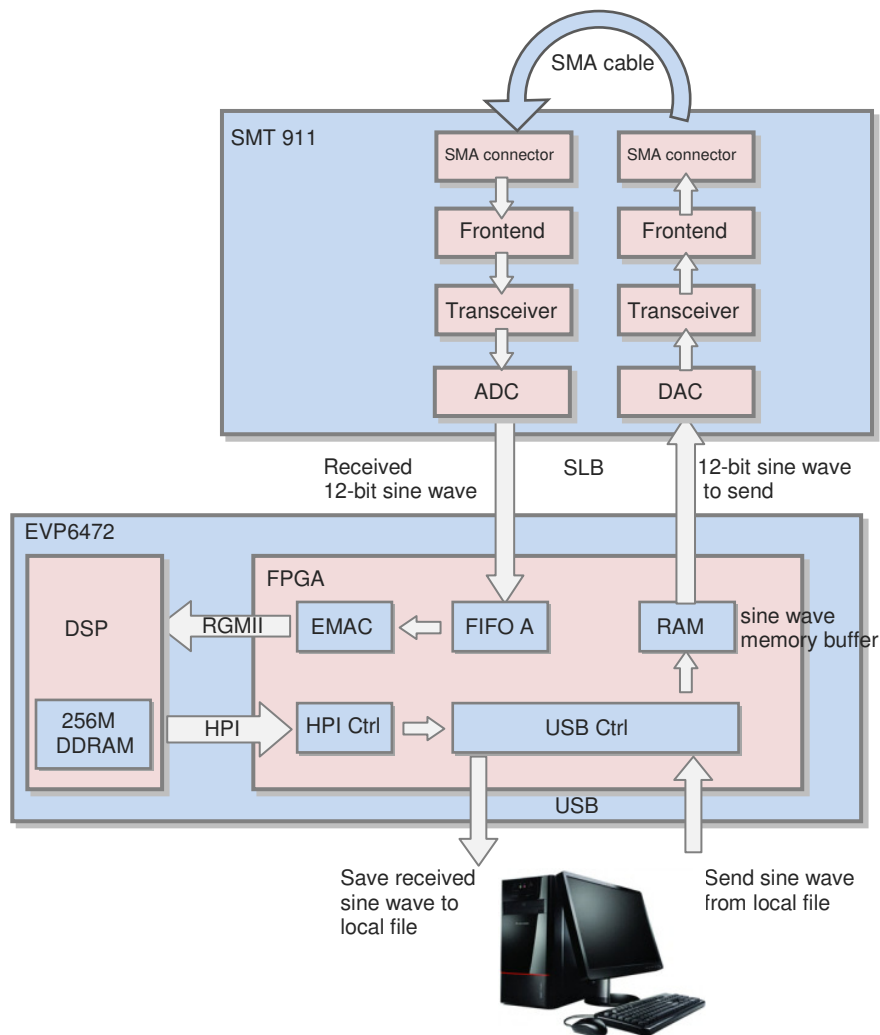 SMA cable
SMT 911
SMA connector
SMA connector
Frontend
Frontend
Transceiver
Transceiver
ADC
DAC
Received
12-bit sine wave
SLB
12-bit sine wave
to send
EVP6472
FPGA
DSP
RGMII
EMAC
FIFO A
RAM
sine wave
memory buffer
256M
DDRAM
HPI
HPI Ctrl
USB Ctrl
USB
Save received
sine wave to
local file
Send sine wave
from local file